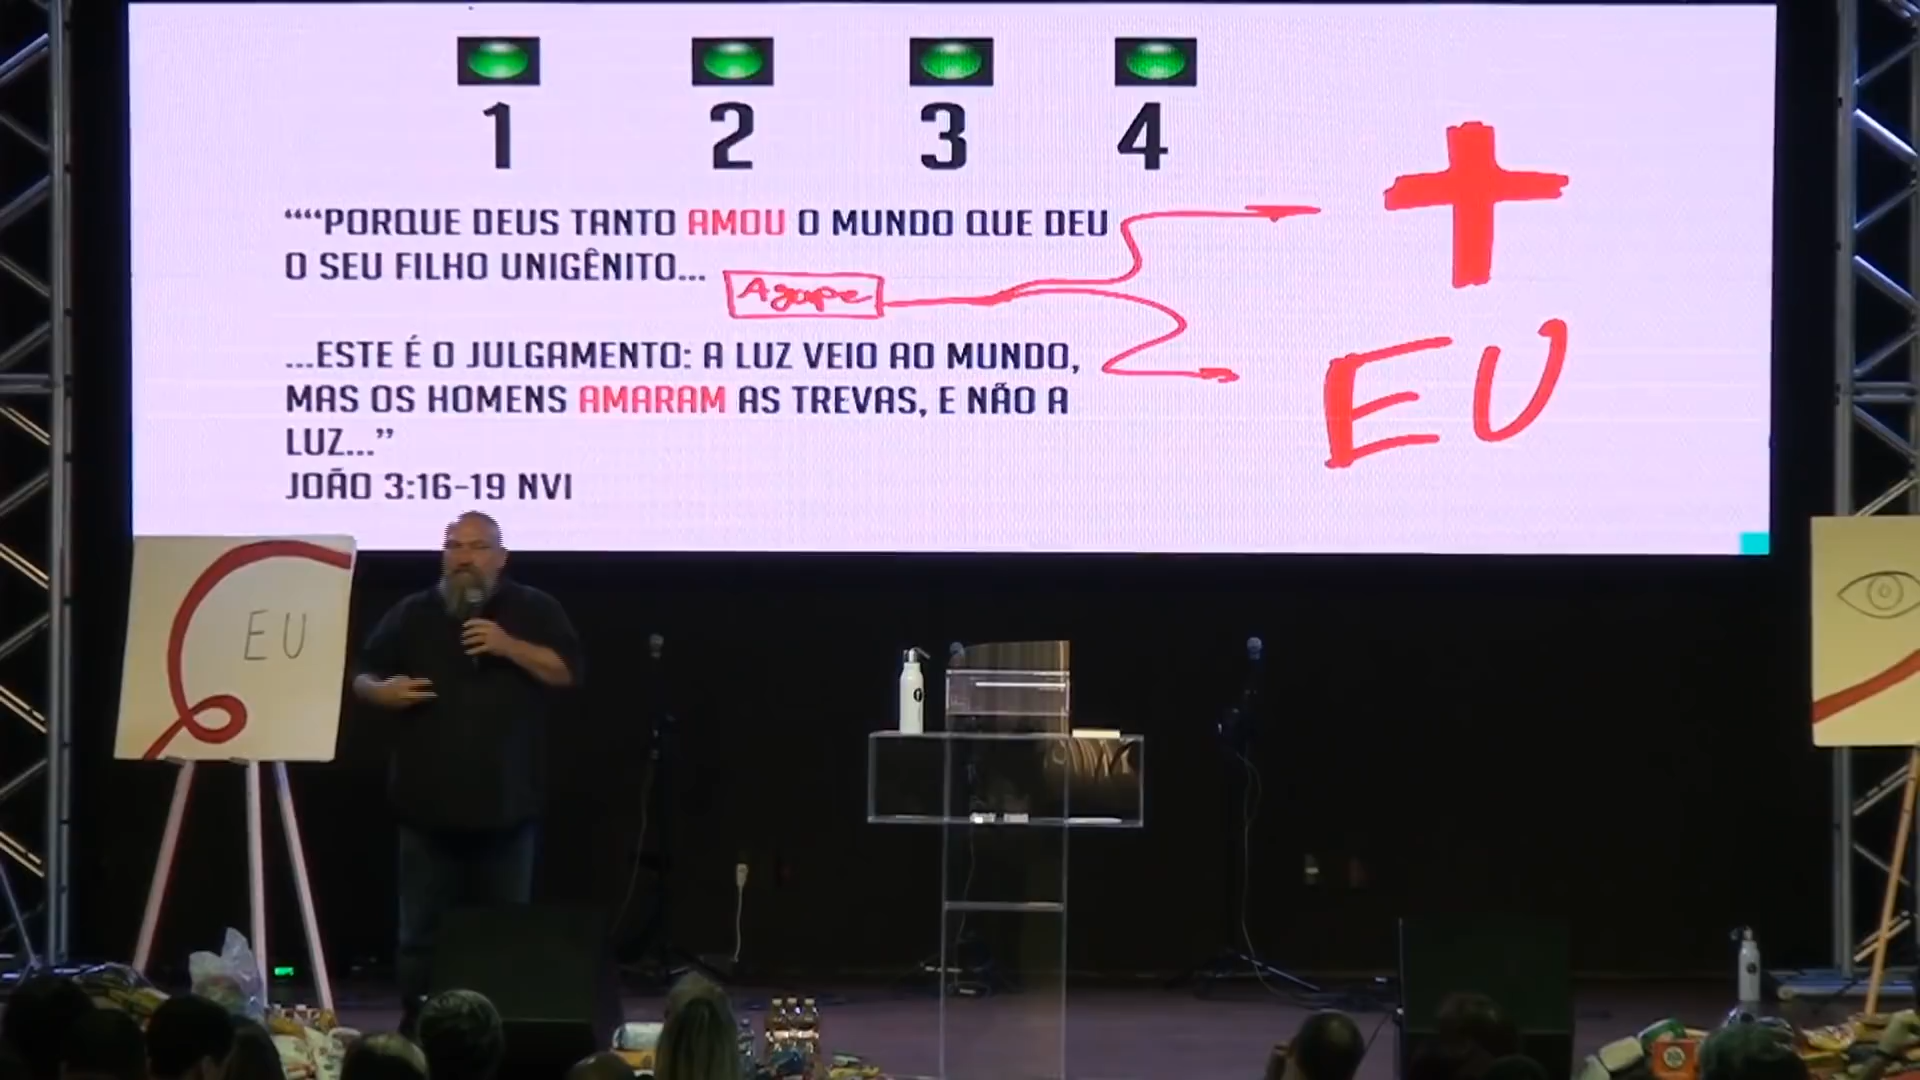 1 2 3 4
““PORQUE DEUS TANTO AMOU O MUNDO QUE DEU
O SEU FILHO UNIGÊNITO...
Agape
...ESTE É O JULGAMENTO: A LUZ VEIO AO MUNDO,
MAS OS HOMENS AMARAM AS TREVAS, E NÃO A
LUZ...”
JOÃO 3:16-19 NVI
EU
EU